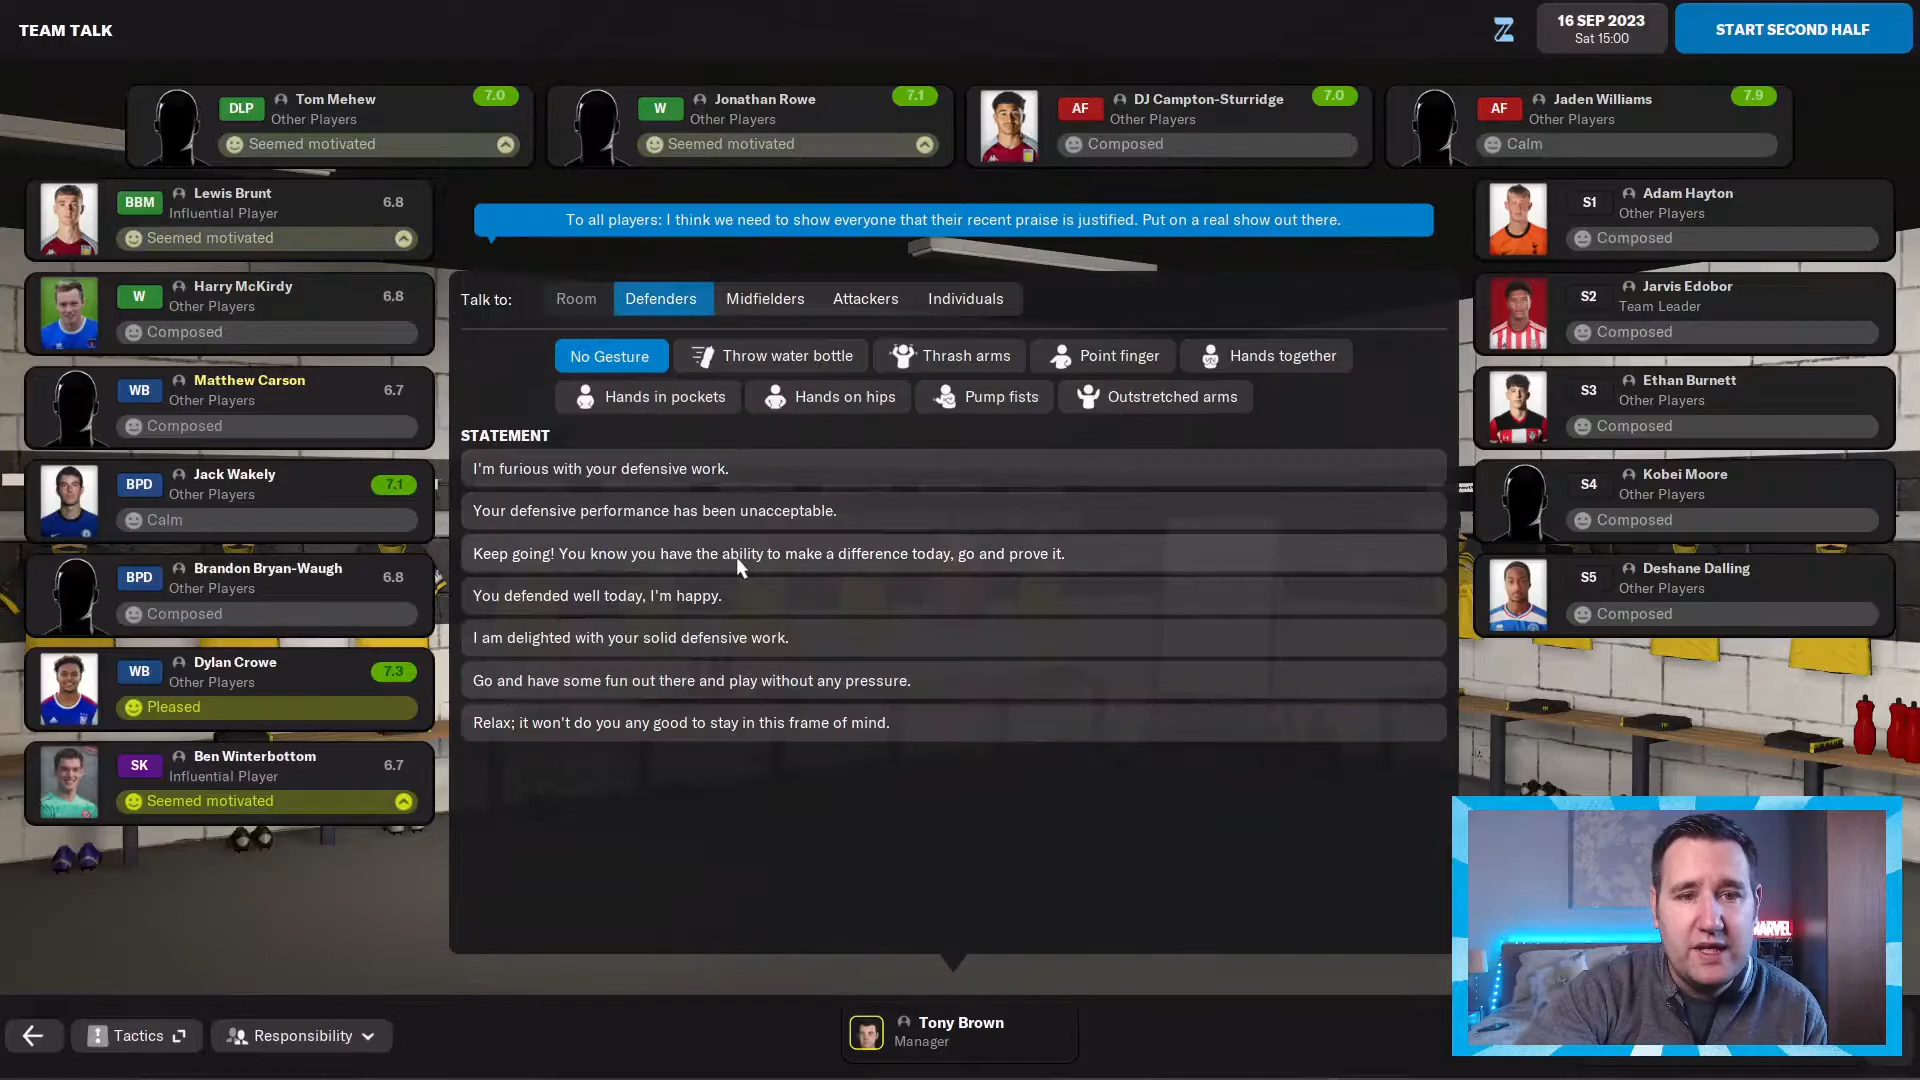 TEAM TALK
16 SEP 2023
Sat 15:00
START SECOND HALF
DLP Tom Mehew 7.0
Other Players
Seemed motivated
W Jonathan Rowe 7.1
Other Players
Seemed motivated
AF DJ Campton-Sturridge 7.0
Other Players
Composed
AF Jaden Williams 7.9
Other Players
Calm
BBM Lewis Brunt 6.8
Influential Player
Seemed motivated
W Harry McKirdy 6.8
Other Players
Composed
WB Matthew Carson 6.7
Other Players
Composed
BPD Jack Wakely 7.1
Other Players
Calm
BPD Brandon Bryan-Waugh 6.8
Other Players
Composed
WB Dylan Crowe 7.3
Other Players
Pleased
SK Ben Winterbottom 6.7
Influential Player
Seemed motivated
To all players: I think we need to show everyone that their recent praise is justified. Put on a real show out there.
Talk to: Room Defenders Midfielders Attackers Individuals
No Gesture Throw water bottle Thrash arms Point finger Hands together
Hands in pockets Hands on hips Pump fists Outstretched arms
STATEMENT
I'm furious with your defensive work.
Your defensive performance has been unacceptable.
Keep going! You know you have the ability to make a difference today, go and prove it.
You defended well today, I'm happy.
I am delighted with your solid defensive work.
Go and have some fun out there and play without any pressure.
Relax; it won't do you any good to stay in this frame of mind.
S1 Adam Hayton
Other Players
Composed
S2 Jarvis Edobor
Team Leader
Composed
S3 Ethan Burnett
Other Players
Composed
S4 Kobei Moore
Other Players
Composed
S5 Deshane Dalling
Other Players
Composed
MARVEL
Tactics Responsibility
Tony Brown
Manager